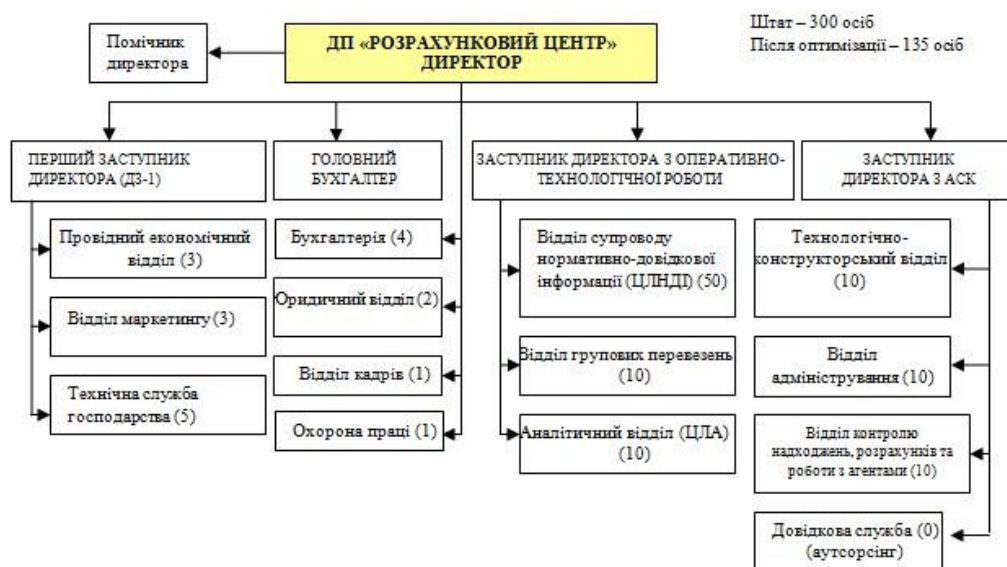 Помічник
директора
ДП «РОЗРАХУНКОВИЙ ЦЕНТР»
ДИРЕКТОР
Штат – 300 осіб
Після оптимізації – 135 осіб
ПЕРШИЙ ЗАСТУПНИК
ДИРЕКТОРА (ДЗ-1)
ГОЛОВНИЙ
БУХГАЛТЕР
ЗАСТУПНИК ДИРЕКТОРА З ОПЕРАТИВНО-
ТЕХНОЛОГІЧНОЇ РОБОТИ
ЗАСТУПНИК
ДИРЕКТОРА З АСК
Провідний економічний
відділ (3)
Відділ маркетингу (3)
Технічна служба
господарства (5)
Бухгалтерія (4)
Юридичний відділ (2)
Відділ кадрів (1)
Охорона праці (1)
Відділ супроводу
нормативно-довідкової
інформації (ЦЛНДІ) (50)
Відділ групових перевезень
(10)
Аналітичний відділ (ЦЛА)
(10)
Технологічно-
конструкторський відділ
(10)
Відділ
адміністрування (10)
Відділ контролю
надходжень, розрахунків та
роботи з агентами (10)
Довідкова служба (0)
(аутсорсінг)